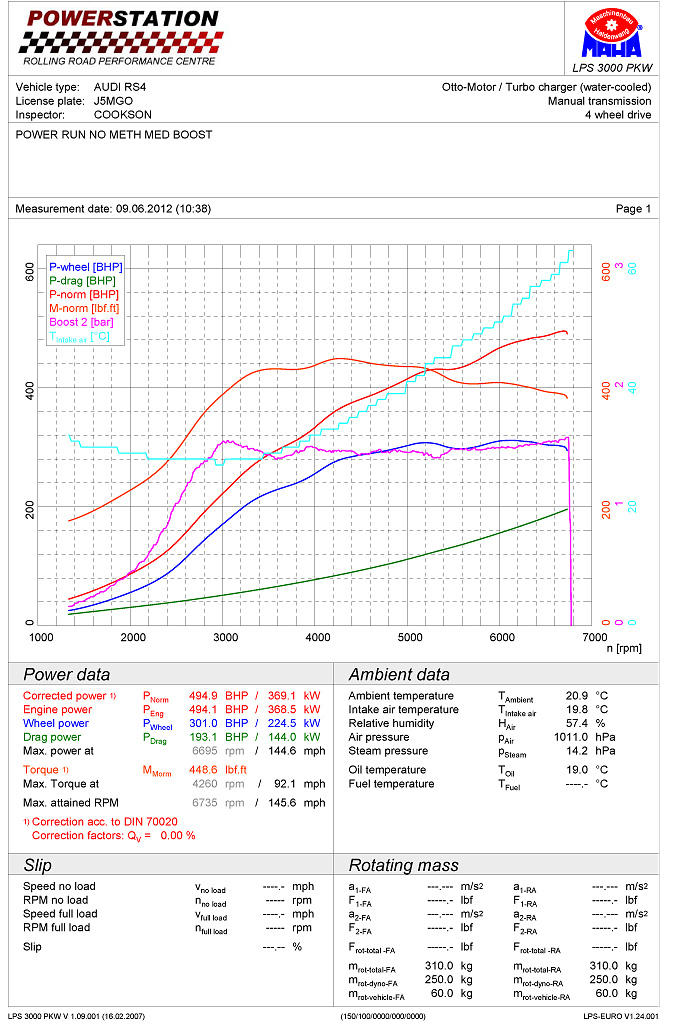 POWERSTATION
ROLLING ROAD PERFORMANCE CENTRE
Maschinenbau
Haldenwang
MAHA®
LPS 3000 PKW
Vehicle type: AUDI RS4
License plate: J5MGO
Inspector: COOKSON
Otto-Motor / Turbo charger (water-cooled)
Manual transmission
4 wheel drive
POWER RUN NO METH MED BOOST
Measurement date: 09.06.2012 (10:38) Page 1
P-wheel [BHP]
P-drag [BHP]
P-norm [BHP]
M-norm [lbf.ft]
Boost 2 [bar]
TIntake air [°C]
600
400
200
0
600 3 60
400 2 40
200 1 20
0 0 0
1000 2000 3000 4000 5000 6000 7000
n [rpm]
Power data
Corrected power 1) PNorm 494.9 BHP / 369.1 kW
Engine power PEng 494.1 BHP / 368.5 kW
Wheel power PWheel 301.0 BHP / 224.5 kW
Drag power PDrag 193.1 BHP / 144.0 kW
Max. power at 6695 rpm / 144.6 mph
Torque 1) MMorm 448.6 lbf.ft
Max. Torque at 4260 rpm / 92.1 mph
Max. attained RPM 6735 rpm / 145.6 mph
1) Correction acc. to DIN 70020
Correction factors: QV = 0.00 %
Ambient data
Ambient temperature TAmbient 20.9 °C
Intake air temperature TIntake air 19.8 °C
Relative humidity HAir 57.4 %
Air pressure pAir 1011.0 hPa
Steam pressure pSteam 14.2 hPa
Oil temperature TOil 19.0 °C
Fuel temperature TFuel ----.- °C
Slip
Speed no load vno load ----.- mph
RPM no load nno load ----- rpm
Speed full load vfull load ----.- mph
RPM full load nfull load ----- rpm
Slip ---.-- %
Rotating mass
a1-FA ---.--- m/s2 a1-RA ---.--- m/s2
F1-FA -----.- lbf F1-RA -----.- lbf
a2-FA ---.--- m/s2 a2-RA ---.--- m/s2
F2-FA -----.- lbf F2-RA -----.- lbf
Frot-total -FA -----.- lbf Frot-total -RA -----.- lbf
mrot-total-FA 310.0 kg mrot-total-RA 310.0 kg
mrot-dyno-FA 250.0 kg mrot-dyno-RA 250.0 kg
mrot-vehicle-FA 60.0 kg mrot-vehicle-RA 60.0 kg
LPS 3000 PKW V 1.09.001 (16.02.2007) (150/100/0000/000/0000) LPS-EURO V1.24.001